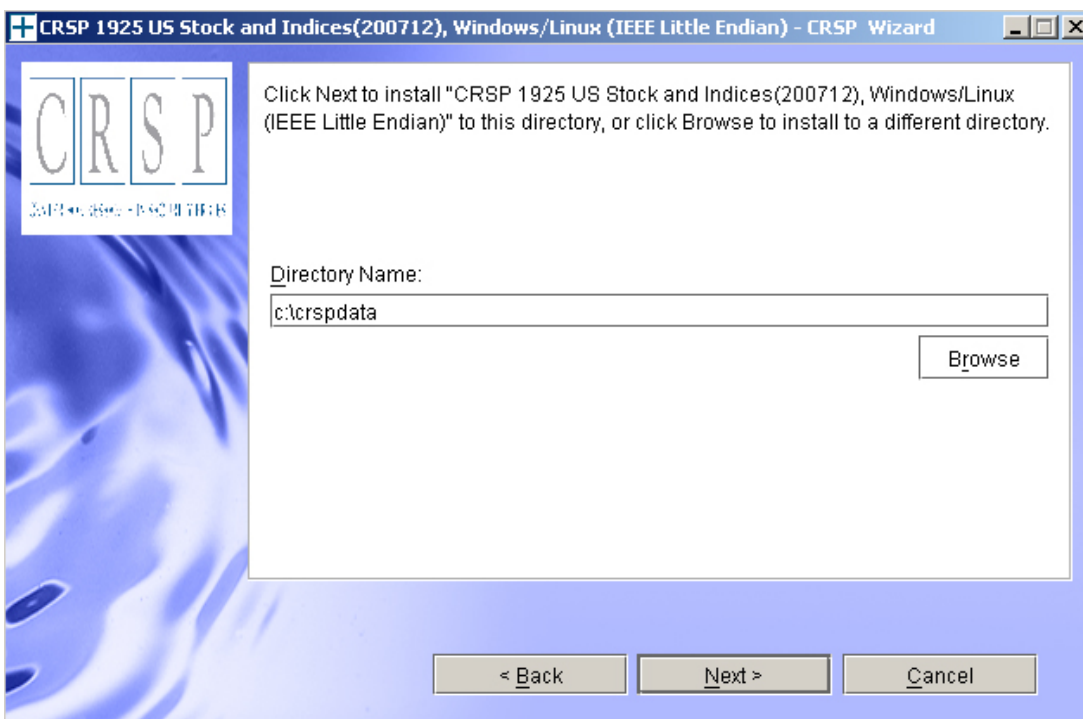 CRSP 1925 US Stock and Indices(200712), Windows/Linux (IEEE Little Endian) - CRSP Wizard
CRSP
Click Next to install "CRSP 1925 US Stock and Indices(200712), Windows/Linux
(IEEE Little Endian)" to this directory, or click Browse to install to a different directory.
Directory Name:
c:\crspdata
Browse
< Back
Next >
Cancel